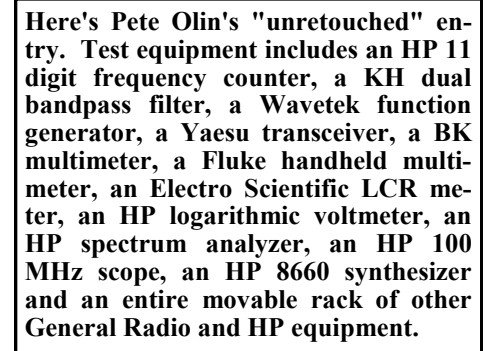 Here's Pete Olin's "unretouched" en-
try. Test equipment includes an HP 11
digit frequency counter, a KH dual
bandpass filter, a Wavetek function
generator, a Yaesu transceiver, a BK
multimeter, a Fluke handheld multi-
meter, an Electro Scientific LCR me-
ter, an HP logarithmic voltmeter, an
HP spectrum analyzer, an HP 100
MHz scope, an HP 8660 synthesizer
and an entire movable rack of other
General Radio and HP equipment.